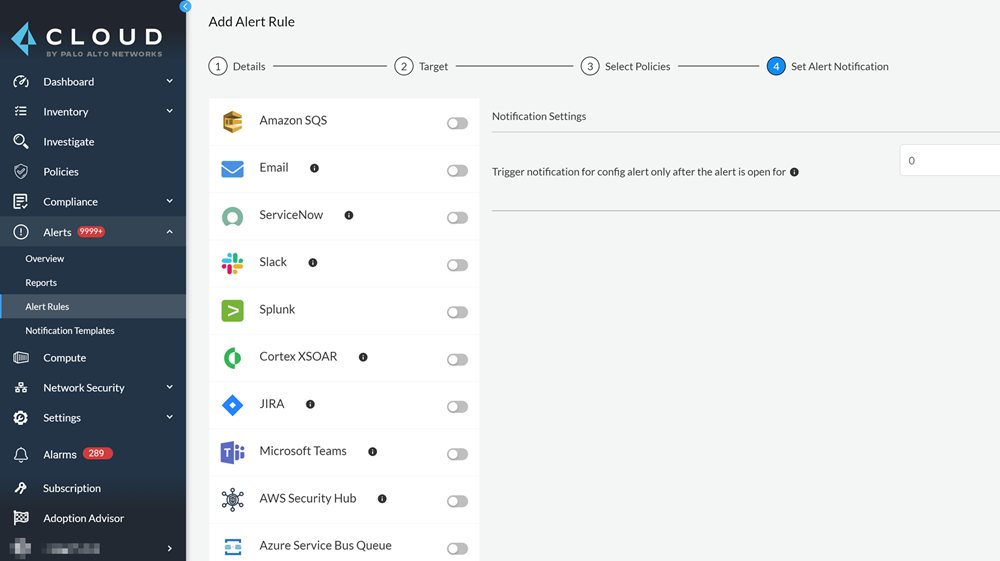 CLOUD
BY PALO ALTO NETWORKS
Dashboard
Inventory
Investigate
Policies
Compliance
Alerts 9999+
Overview
Reports
Alert Rules
Notification Templates
Compute
Network Security
Settings
Alarms 289
Subscription
Adoption Advisor
Add Alert Rule
1 Details
2 Target
3 Select Policies
4 Set Alert Notification
Amazon SQS
Email
ServiceNow
Slack
Splunk
Cortex XSOAR
JIRA
Microsoft Teams
AWS Security Hub
Azure Service Bus Queue
Notification Settings
Trigger notification for config alert only after the alert is open for
0